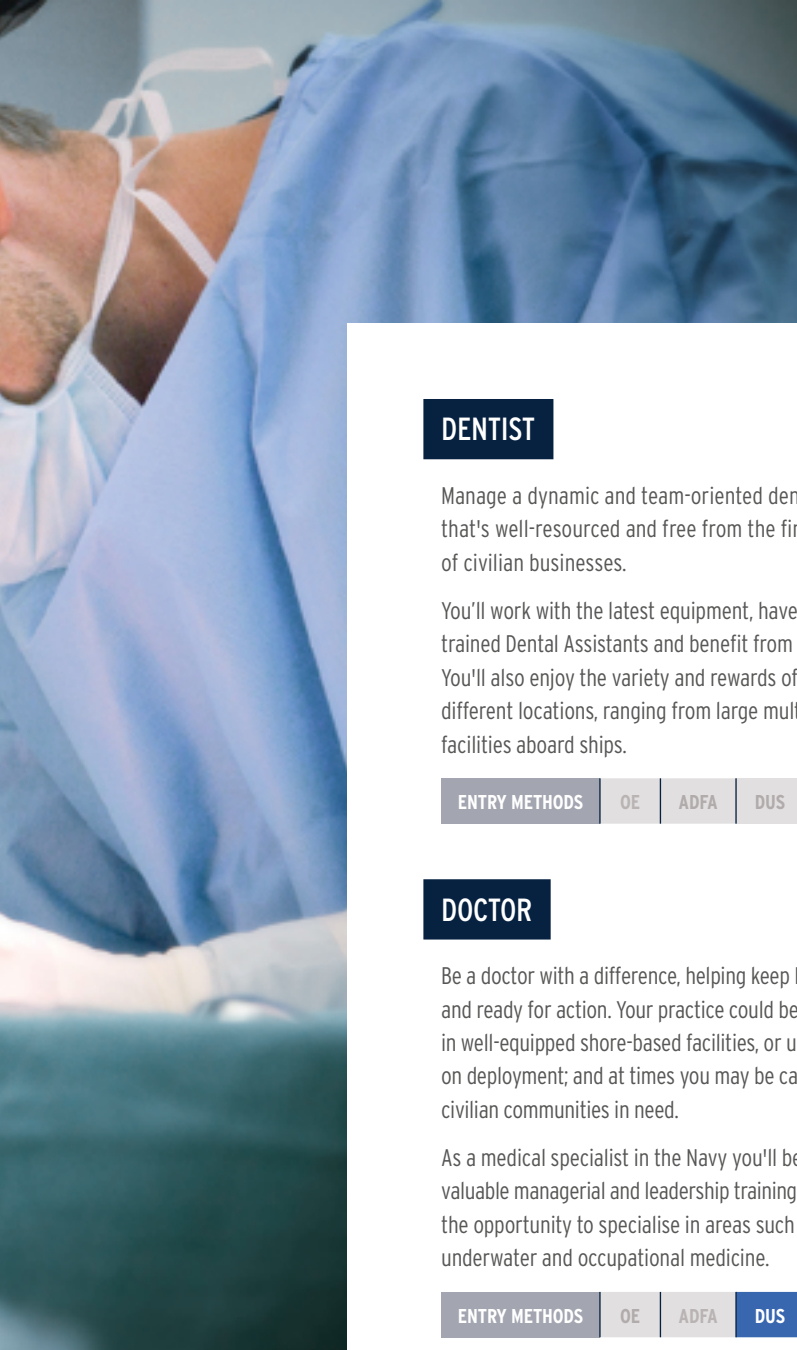 DENTIST
Manage a dynamic and team-oriented
that's well-resourced and free from the
of civilian businesses.
You’ll work with the latest equipment, have
trained Dental Assistants and benefit from
You'll also enjoy the variety and rewards of
different locations, ranging from large
facilities aboard ships.
ENTRY METHODS OE ADFA DUS
DOCTOR
Be a doctor with a difference, helping keep
and ready for action. Your practice could be
in well-equipped shore-based facilities, or
on deployment; and at times you may be
civilian communities in need.
As a medical specialist in the Navy you'll be
valuable managerial and leadership training
the opportunity to specialise in areas such
underwater and occupational medicine.
ENTRY METHODS OE ADFA DUS